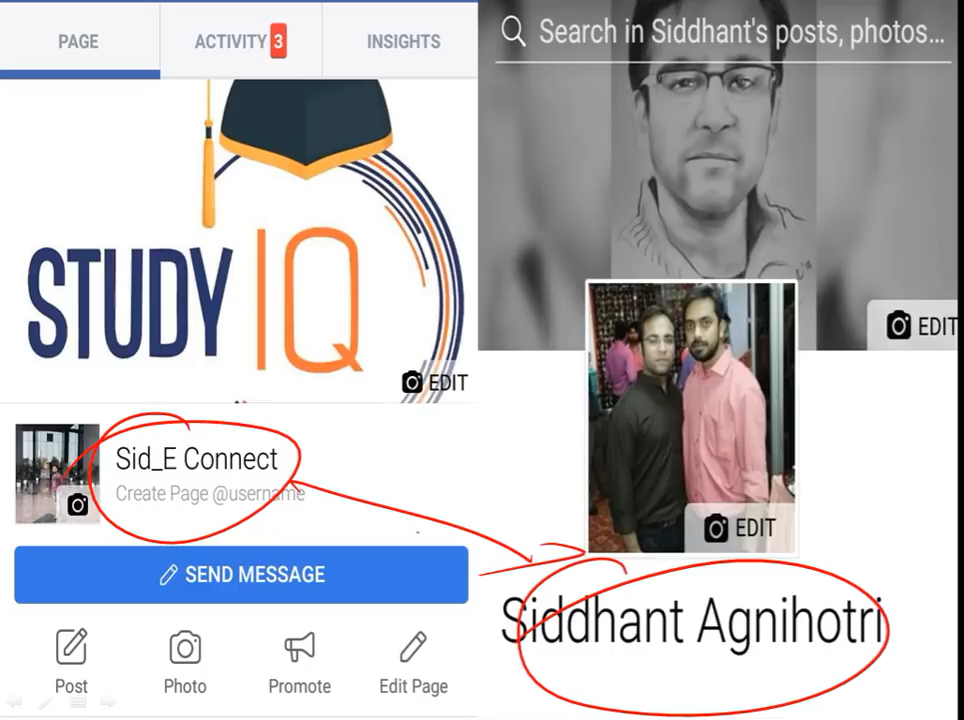 PAGE
ACTIVITY 3
INSIGHTS
STUDY IQ
EDIT
Sid_E Connect
Create Page @username
SEND MESSAGE
Post
Photo
Promote
Edit Page
Search in Siddhant's posts, photos...
EDIT
EDIT
Siddhant Agnihotri